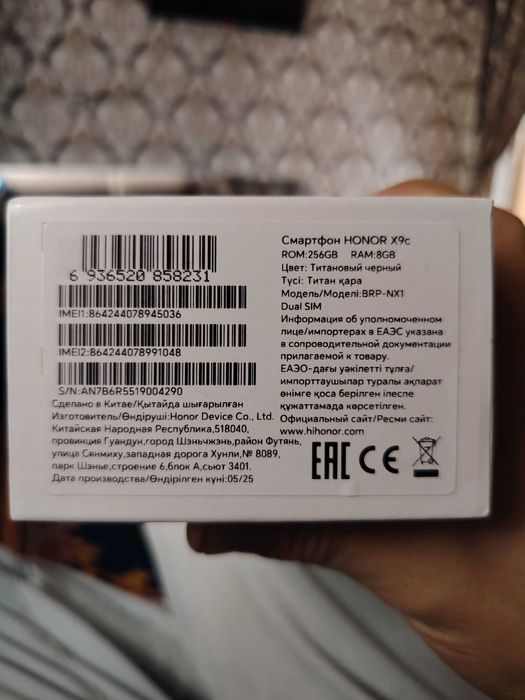 6 936520 858231
IMEI1:864244078945036
IMEI2:864244078991048
S/N:AN7B6R5519004290
Сделано в Китае/Қытайда шығарылған
Изготовитель/Өндіруші:Honor Device Co., Ltd.
Китайская Народная Республика,518040,
провинция Гуандун,город Шэньчжэнь,район Футянь,
улица Сянмиху,западная дорога Хунли,№ 8089,
парк Шэнье,строение 6,блок А,сьют 3401.
Дата производства/Өндірілген күні:05/25
Смартфон HONOR X9c
ROM:256GB RAM:8GB
Цвет: Титановый черный
Түсі: Титан қара
Модель/Моделі:BRP-NX1
Dual SIM
Информация об уполномоченном
лице/импортерах в ЕАЭС указана
в сопроводительной документации
прилагаемой к товару.
ЕАЭО-дағы уәкілетті тұлға/
импорттаушылар туралы ақпарат
өнімге қоса берілген ілеспе
құжаттамада көрсетілген.
Официальный сайт/Ресми сайт:
www.hihonor.com
EAC CE